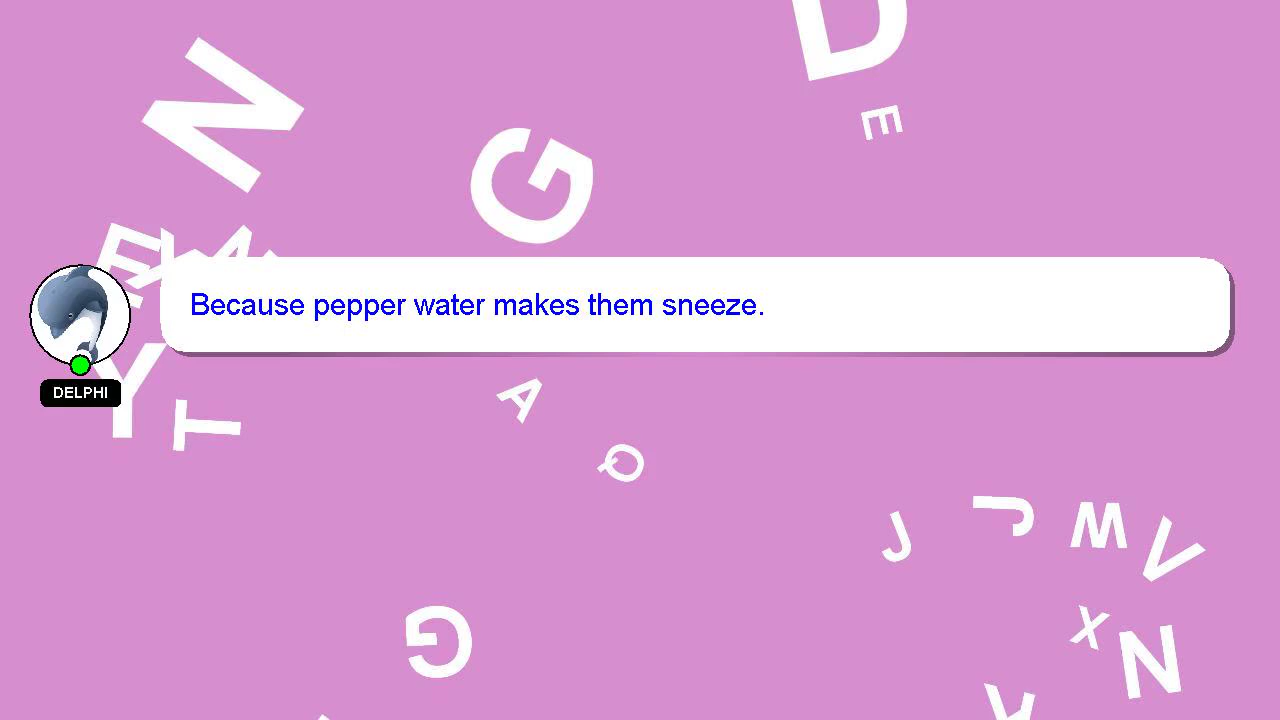 D
N
E
G
E
Y
N
Because pepper water makes them sneeze.
DELPHI
Y
T
A
Q
J
J
W
V
X
G
N